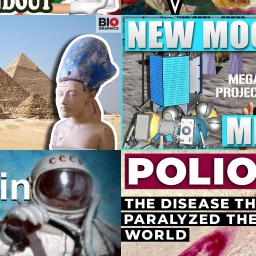 BIO
GRAPHICS
NEW MOO
MEGA
PROJEC
M
in
POLIO
THE DISEASE TH
PARALYZED THE
WORLD